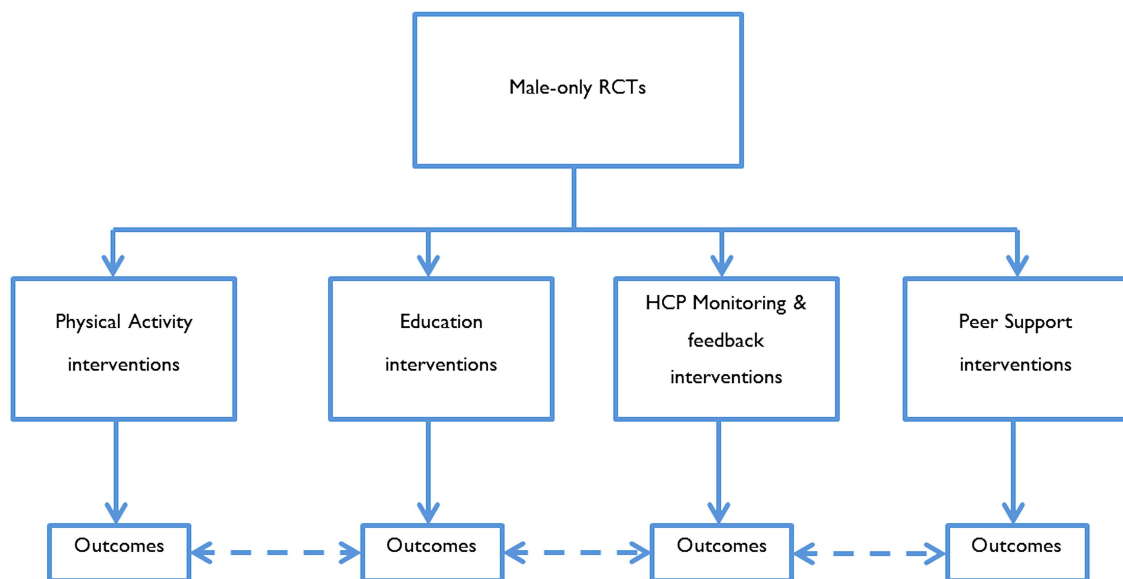 Male-only RCTs
Physical Activity
interventions
Education
interventions
HCP Monitoring &
feedback
interventions
Peer Support
interventions
Outcomes
Outcomes
Outcomes
Outcomes